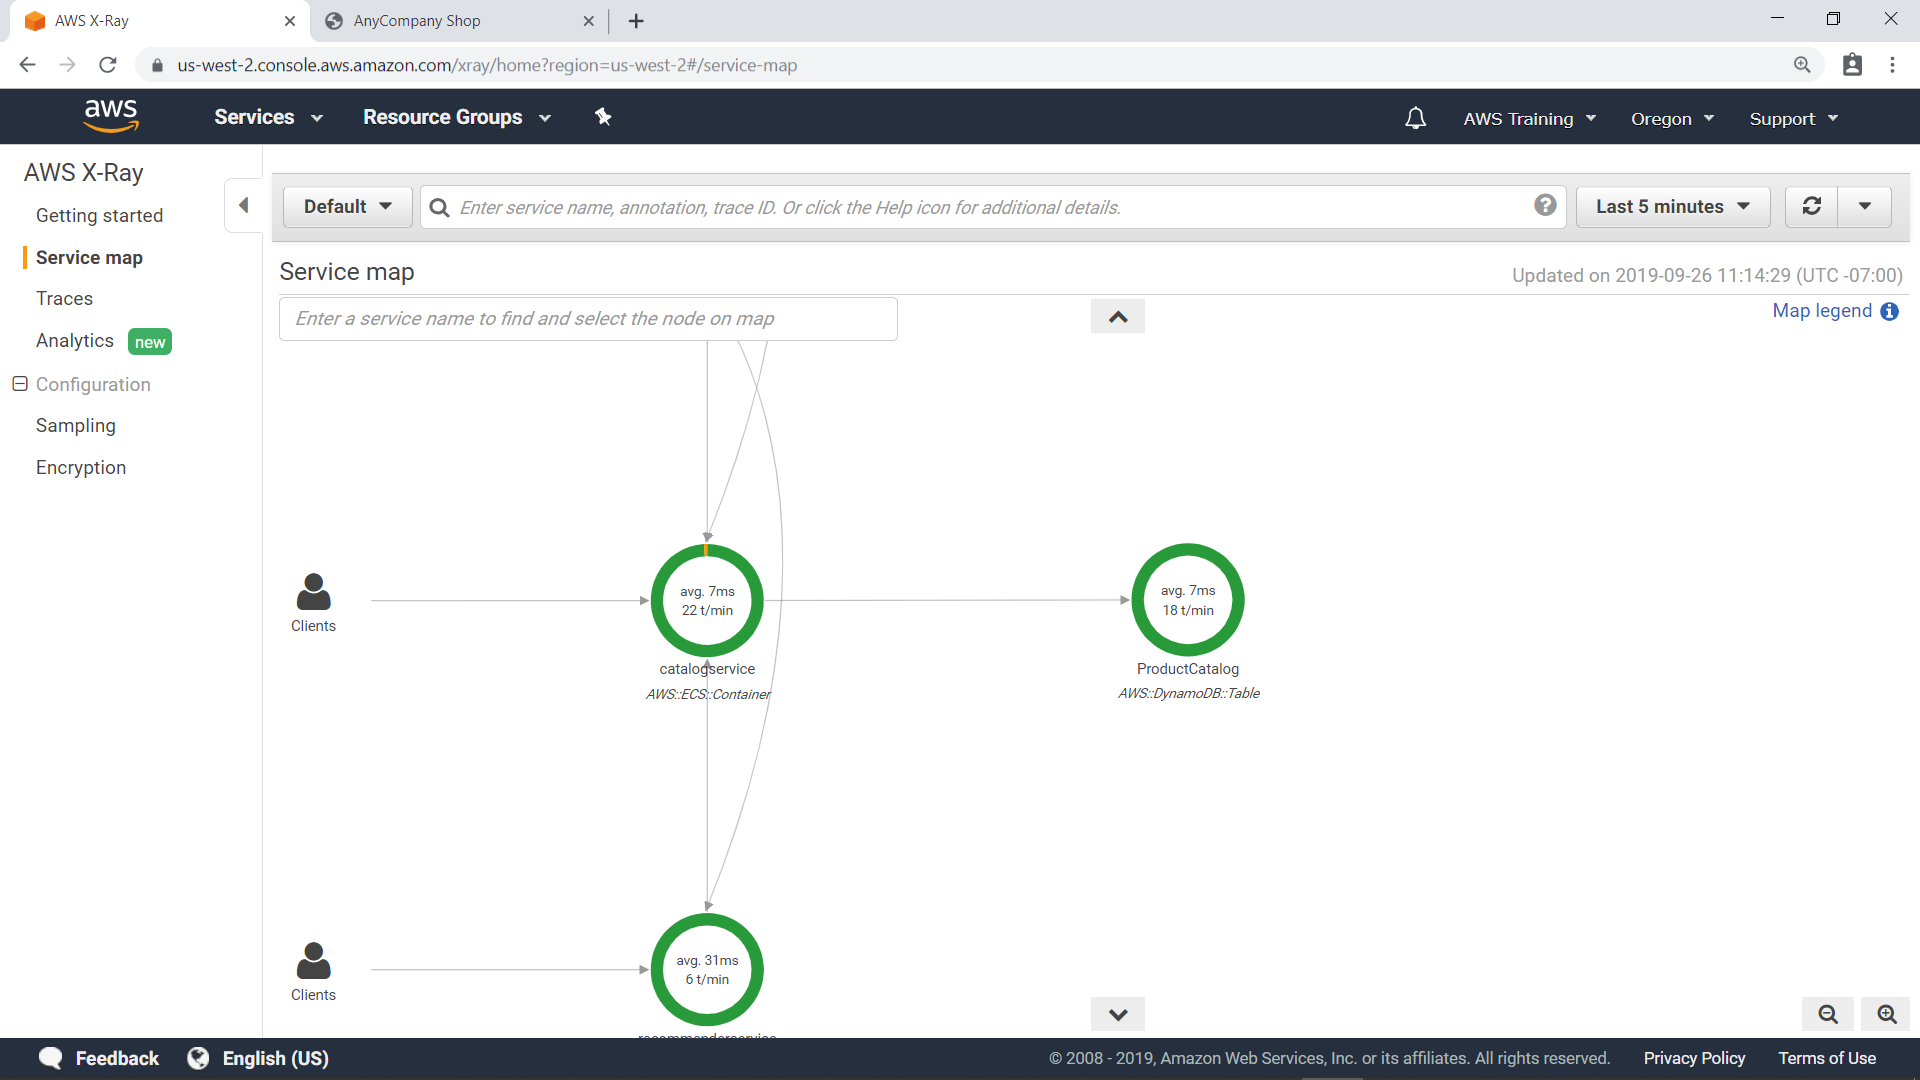 AWS X-Ray
AnyCompany Shop
us-west-2.console.aws.amazon.com/xray/home?region=us-west-2#/service-map
aws
Services
Resource Groups
AWS Training
Oregon
Support
AWS X-Ray
Getting started
Service map
Traces
Analytics new
Configuration
Sampling
Encryption
Default
Enter service name, annotation, trace ID. Or click the Help icon for additional details.
Last 5 minutes
Service map
Updated on 2019-09-26 11:14:29 (UTC -07:00)
Enter a service name to find and select the node on map
Map legend
Clients
avg. 7ms
22 t/min
catalogservice
AWS::ECS::Container
avg. 7ms
18 t/min
ProductCatalog
AWS::DynamoDB::Table
Clients
avg. 31ms
6 t/min
Feedback
English (US)
© 2008 - 2019, Amazon Web Services, Inc. or its affiliates. All rights reserved.
Privacy Policy
Terms of Use